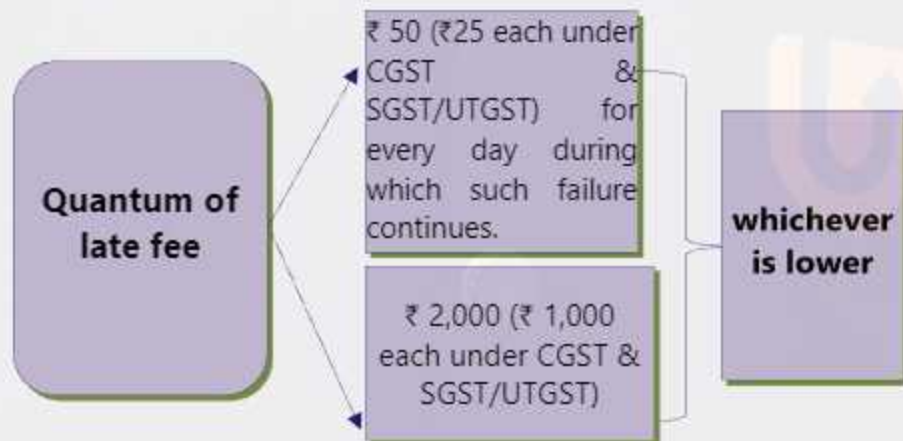 Quantum of
late fee
₹ 50 (₹25 each under
CGST &
SGST/UTGST) for
every day during
which such failure
continues.
₹ 2,000 (₹ 1,000
each under CGST &
SGST/UTGST)
whichever
is lower